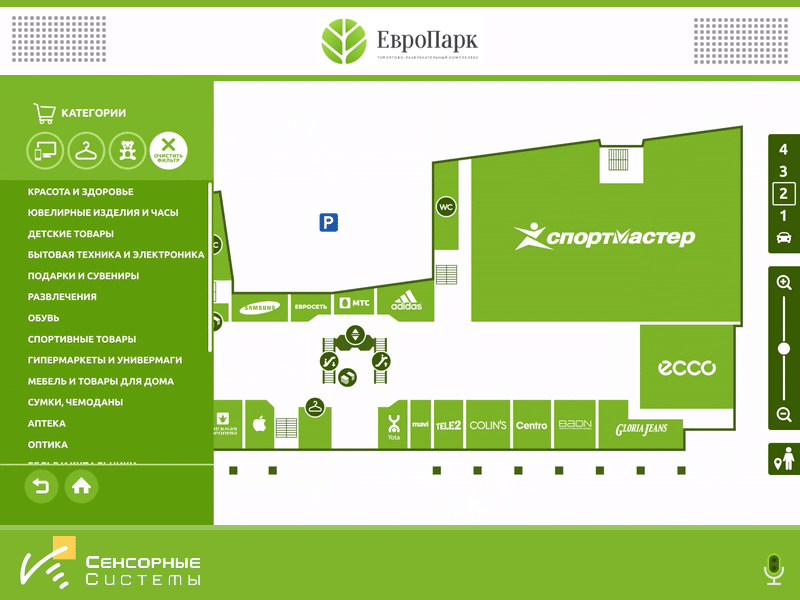 ЕвроПарк
ТОРГОВО-РАЗВЛЕКАТЕЛЬНЫЙ КОМПЛЕКС
КАТЕГОРИИ
ОЧИСТИТЬ
ФИЛЬТР
КРАСОТА И ЗДОРОВЬЕ
ЮВЕЛИРНЫЕ ИЗДЕЛИЯ И ЧАСЫ
ДЕТСКИЕ ТОВАРЫ
БЫТОВАЯ ТЕХНИКА И ЭЛЕКТРОНИКА
ПОДАРКИ И СУВЕНИРЫ
РАЗВЛЕЧЕНИЯ
ОБУВЬ
СПОРТИВНЫЕ ТОВАРЫ
ГИПЕРМАРКЕТЫ И УНИВЕРМАГИ
МЕБЕЛЬ И ТОВАРЫ ДЛЯ ДОМА
СУМКИ, ЧЕМОДАНЫ
АПТЕКА
ОПТИКА
P
WC
СПОРТМАСТЕР
SAMSUNG
ЕВРОСЕТЬ
МТС
adidas
ecco
Yota
mavi
TELE2
COLIN'S
Centro
BAON
GLORIA JEANS
4
3
2
1
СЕНСОРНЫЕ
СИСТЕМЫ